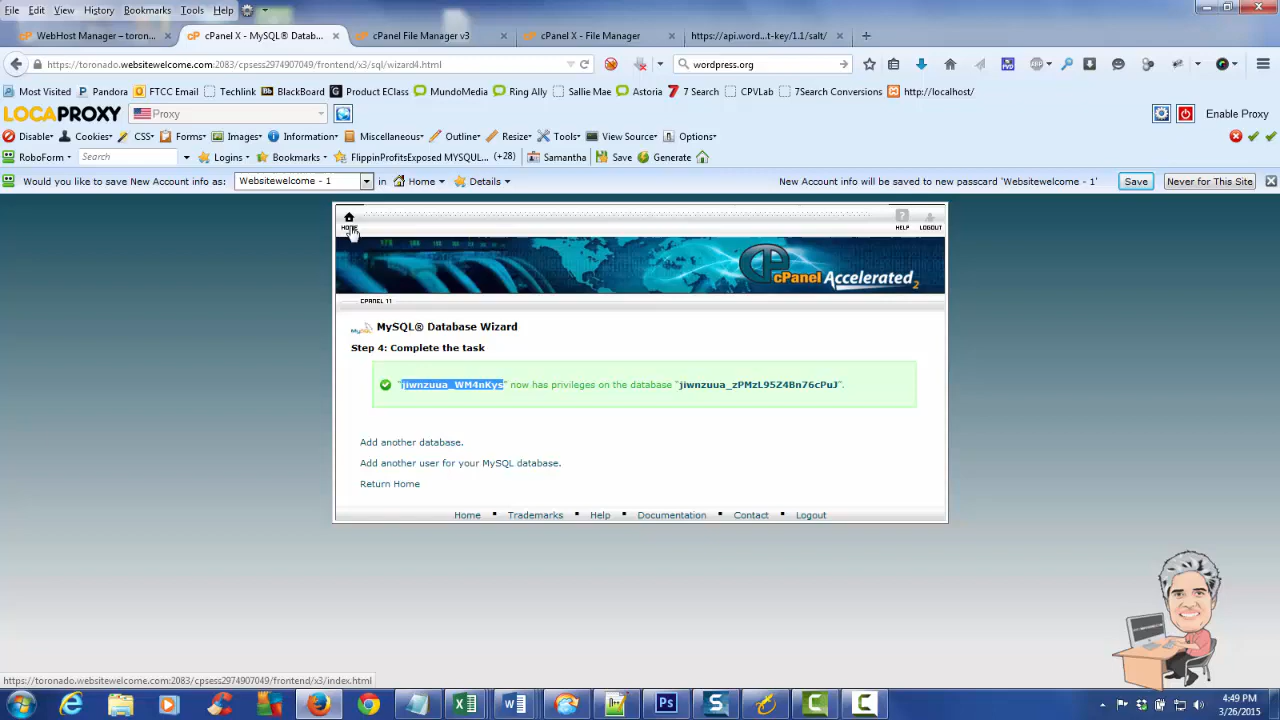 File Edit View History Bookmarks Tools Help
WebHost Manager – toron... × cPanel X - MySQL® Datab... × cPanel File Manager v3 × cPanel X - File Manager × https://api.word...t-key/1.1/salt/ × +
https://toronado.websitewelcome.com:2083/cpsess2974907049/frontend/x3/sql/wizard4.html wordpress.org
Most Visited Pandora FTCC Email Techlink BlackBoard Product EClass MundoMedia Ring Ally Sallie Mae Astoria 7 Search CPVLab 7Search Conversions http://localhost/
LOCAPROXY Proxy Enable Proxy
Disable Cookies CSS Forms Images Information Miscellaneous Outline Resize Tools View Source Options
RoboForm Search Logins Bookmarks FlippinProfitsExposed MYSQUL... (+28) Samantha Save Generate
Would you like to save New Account info as: Websitewelcome - 1 in Home Details New Account info will be saved to new passcard 'Websitewelcome - 1' Save Never for This Site
HOME HELP LOGOUT
CP cPanel Accelerated 2
CPANEL 11
MySQL MySQL® Database Wizard
Step 4: Complete the task
"jiwnzuua_WM4nKys" now has privileges on the database "jiwnzuua_zPMzL95Z4Bn76cPuJ".
Add another database.
Add another user for your MySQL database.
Return Home
Home Trademarks Help Documentation Contact Logout
https://toronado.websitewelcome.com:2083/cpsess2974907049/frontend/x3/index.html
4:49 PM
3/26/2015